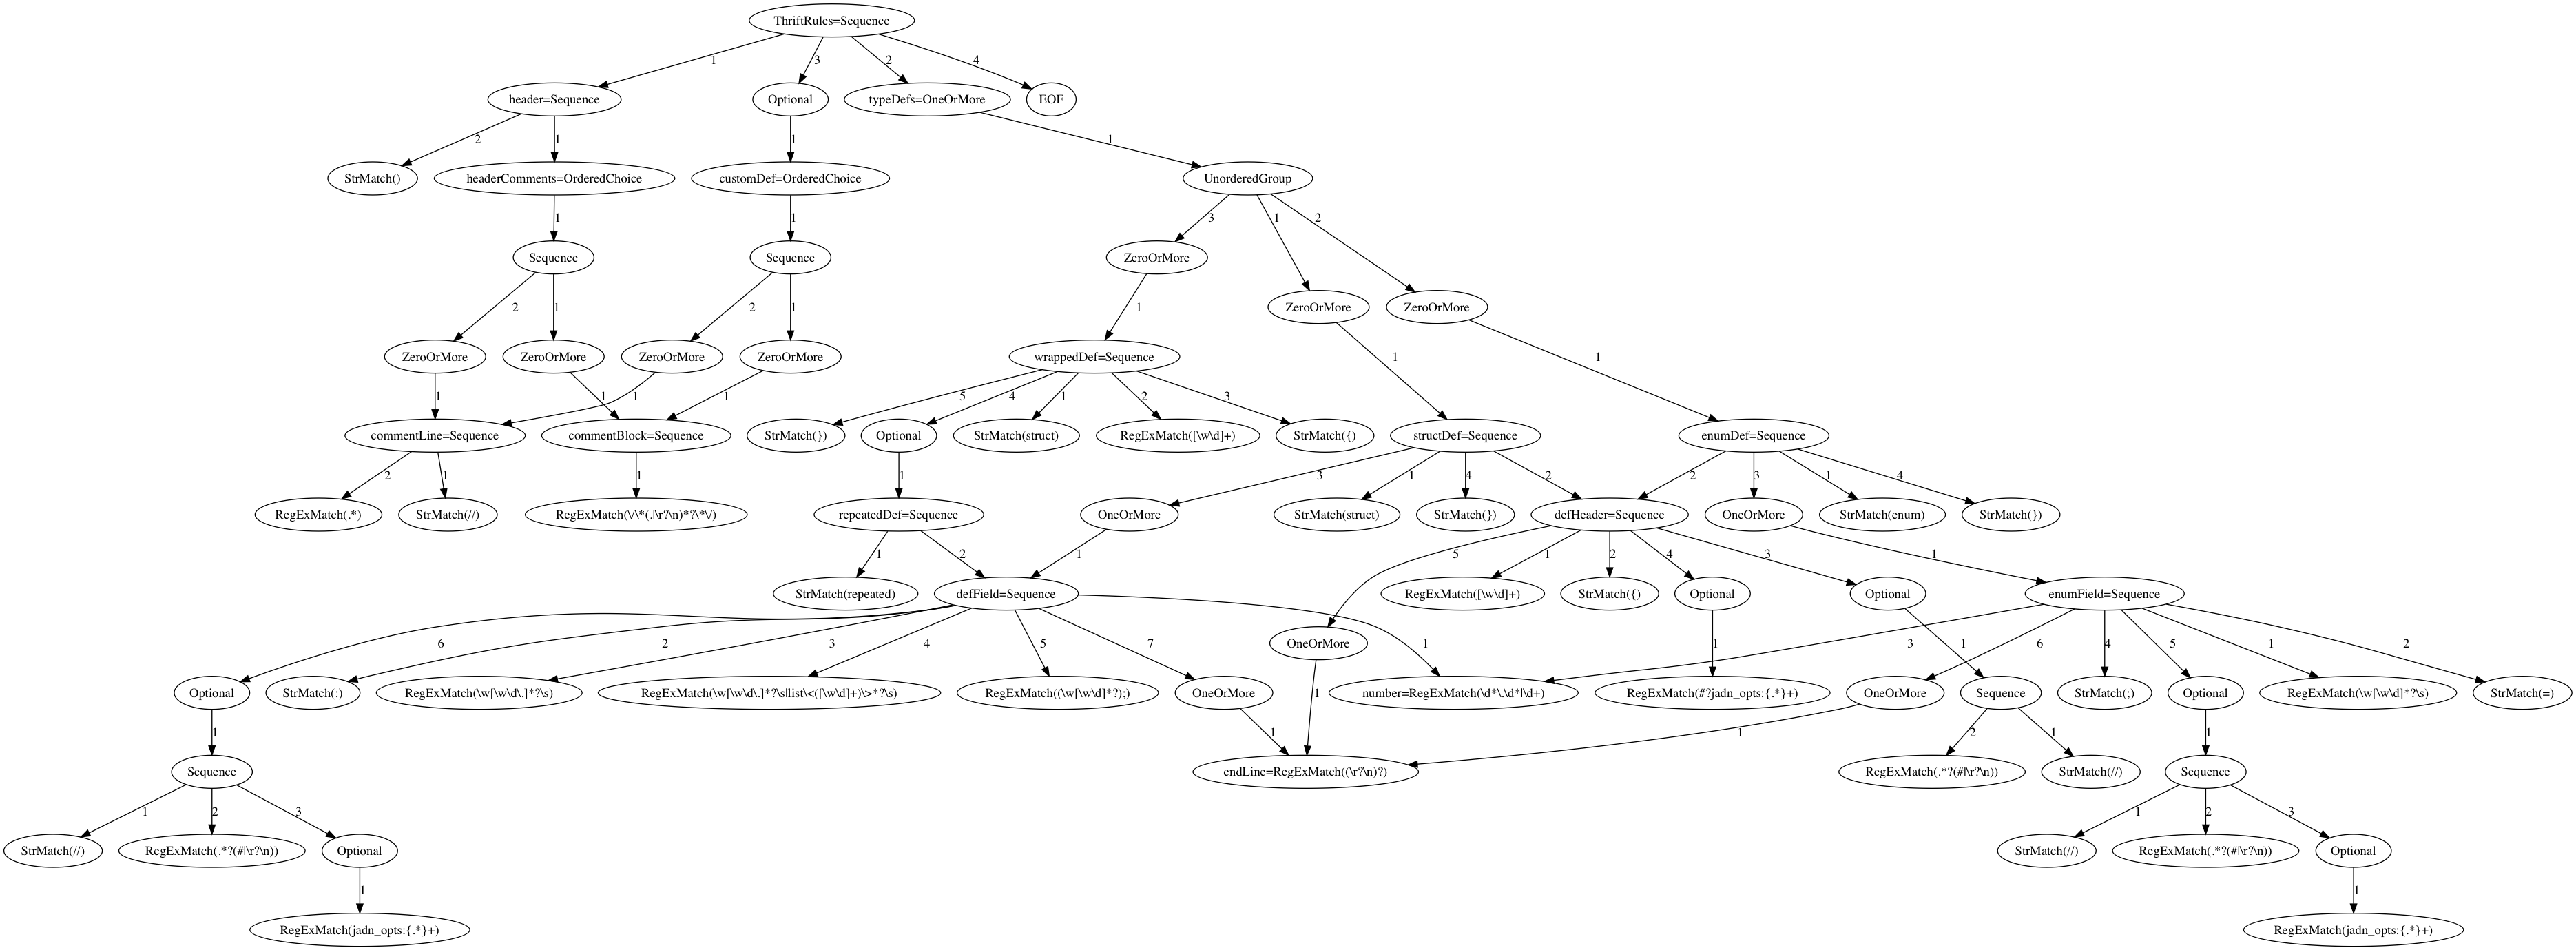 ThriftRules=Sequence
1
3
2
4
header=Sequence
Optional
typeDefs=OneOrMore
EOF
2
1
1
1
StrMatch()
headerComments=OrderedChoice
customDef=OrderedChoice
UnorderedGroup
1
1
3
1
2
Sequence
Sequence
ZeroOrMore
2
1
2
1
1
ZeroOrMore
ZeroOrMore
ZeroOrMore
ZeroOrMore
ZeroOrMore
ZeroOrMore
wrappedDef=Sequence
1
1
1
1
1
1
5
4
1
2
3
commentLine=Sequence
commentBlock=Sequence
StrMatch(})
Optional
StrMatch(struct)
RegExMatch([\w\d]+)
StrMatch({)
structDef=Sequence
enumDef=Sequence
2
1
1
1
3
1
4
2
2
3
1
4
RegExMatch(.*)
StrMatch(//)
RegExMatch(\/\*(.|\r?\n)*?\*\/)
repeatedDef=Sequence
OneOrMore
StrMatch(struct)
StrMatch(})
defHeader=Sequence
OneOrMore
StrMatch(enum)
StrMatch(})
1
2
1
5
1
2
4
3
1
StrMatch(repeated)
defField=Sequence
RegExMatch([\w\d]+)
StrMatch({)
Optional
Optional
enumField=Sequence
6
2
3
4
5
7
1
OneOrMore
1
1
3
6
4
5
1
2
Optional
StrMatch(:)
RegExMatch(\w[\w\d\.]*?\s)
RegExMatch(\w[\w\d\.]*?\s|list\<([\w\d]+)\>*?\s)
RegExMatch((\w[\w\d]*?);)
OneOrMore
number=RegExMatch(\d*\.\d*|\d+)
RegExMatch(#?jadn_opts:{.*}+)
OneOrMore
Sequence
StrMatch(;)
Optional
RegExMatch(\w[\w\d]*?\s)
StrMatch(=)
1
1
1
1
2
1
1
Sequence
endLine=RegExMatch((\r?\n)?)
RegExMatch(.*?(#|\r?\n))
StrMatch(//)
Sequence
1
2
3
1
2
3
StrMatch(//)
RegExMatch(.*?(#|\r?\n))
Optional
StrMatch(//)
RegExMatch(.*?(#|\r?\n))
Optional
1
1
RegExMatch(jadn_opts:{.*}+)
RegExMatch(jadn_opts:{.*}+)